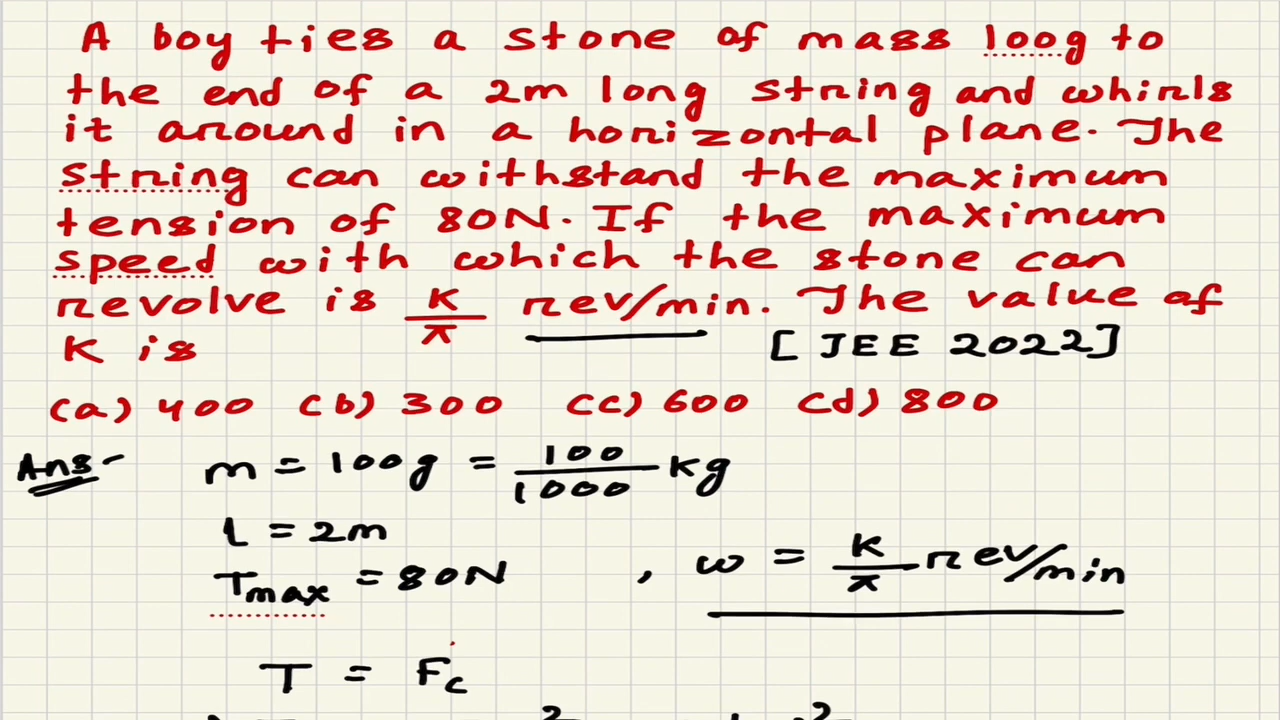 A boy ties a stone of mass 100g to
the end of a 2m long string and whirls
it around in a horizontal plane. The
string can withstand the maximum
tension of 80N. If the maximum
speed with which the stone can
revolve is K/π rev/min. The value of
K is [JEE 2022]
(a) 400 (b) 300 (c) 600 (d) 800
Ans - m = 100g = 100/1000 kg
l = 2m
Tmax = 80N , ω = K/π rev/min
T = Fc